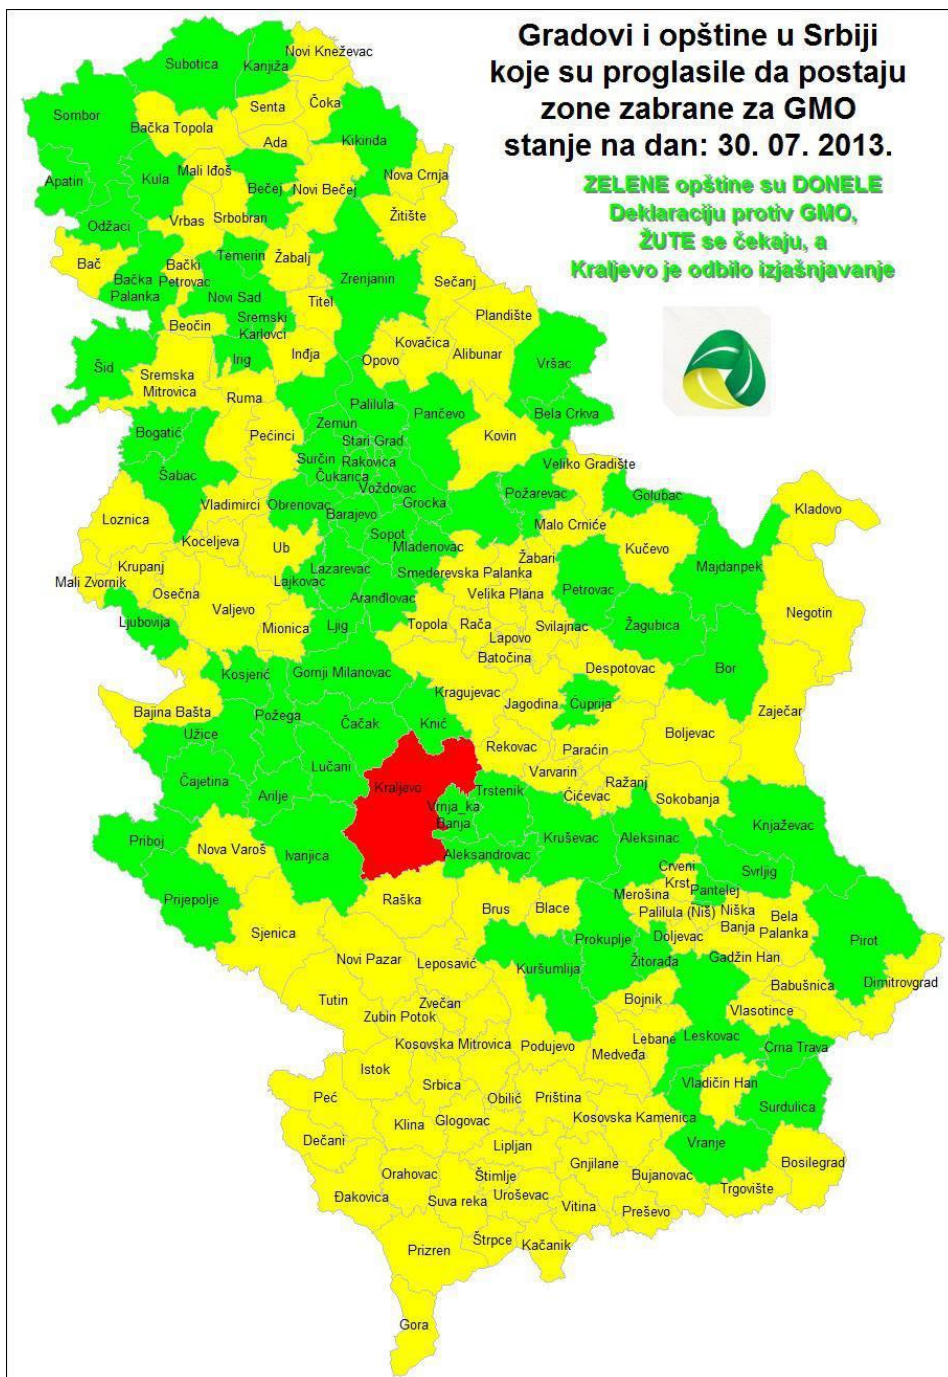 Gradovi i opštine u Srbiji
koje su proglasile da postaju
zone zabrane za GMO
stanje na dan: 30. 07. 2013.
ZELENE opštine su DONELE
Deklaraciju protiv GMO,
ŽUTE se čekaju, a
Kraljevo je odbilo izjašnjavanje
Novi Kneževac
Subotica
Kanjiža
Senta
Čoka
Sombor
Bačka Topola
Ada
Kikinda
Apatin
Kula
Mali Iđoš
Bečej
Novi Bečej
Nova Crnja
Odžaci
Vrbas
Srbobran
Žitište
Bač
Bački
Petrovac
Temerin
Žabalj
Bačka
Palanka
Novi Sad
Zrenjanin
Sečanj
Titel
Plandište
Beočin
Sremski
Karlovci
Šid
Irig
Inđja
Opovo
Kovačica
Alibunar
Vršac
Sremska
Mitrovica
Ruma
Palilula
Pančevo
Bela Crkva
Bogatić
Pećinci
Zemun
Stari Grad
Kovin
Surčin
Rakovica
Šabac
Čukarica
Voždovac
Veliko Gradište
Požarevac
Golubac
Vladimirci
Obrenovac
Barajevo
Grocka
Kladovo
Loznica
Malo Crniće
Koceljeva
Ub
Sopot
Mladenovac
Kučevo
Krupanj
Lazarevac
Smederevska Palanka
Žabari
Majdanpek
Mali Zvornik
Osečna
Lajkovac
Aranđlovac
Velika Plana
Petrovac
Valjevo
Negotin
Ljubovija
Mionica
Ljig
Topola
Rača
Lapovo
Svilajnac
Žagubica
Batočina
Kosjerić
Gornji Milanovac
Despotovac
Bor
Kragujevac
Jagodina
Ćuprija
Bajina Bašta
Požega
Čačak
Knić
Zaječar
Užice
Boljevac
Rekovac
Paraćin
Čajetina
Lučani
Varvarin
Ražanj
Arilje
Kraljevo
Trstenik
Ćićevac
Sokobanja
Vrnja_ka
Banja
Priboj
Nova Varoš
Ivanjica
Aleksandrovac
Kruševac
Aleksinac
Knjaževac
Crveni
Krst
Svrljig
Prijepolje
Raška
Brus
Blace
Merošina
Pantelej
Palilula (Niš)
Niška
Banja
Bela
Palanka
Sjenica
Prokuplje
Doljevac
Pirot
Novi Pazar
Leposavić
Kuršumlija
Žitorađa
Gadžin Han
Babušnica
Dimitrovgrad
Tutin
Zvečan
Zubin Potok
Bojnik
Vlasotince
Kosovska Mitrovica
Podujevo
Lebane
Leskovac
Crna Trava
Istok
Medveđa
Peć
Srbica
Obilić
Priština
Vladičin Han
Surdulica
Klina
Glogovac
Kosovska Kamenica
Dečani
Lipljan
Vranje
Orahovac
Štimlje
Gnjilane
Bujanovac
Bosilegrad
Đakovica
Suva reka
Uroševac
Vitina
Preševo
Trgovište
Prizren
Štrpce
Kačanik
Gora